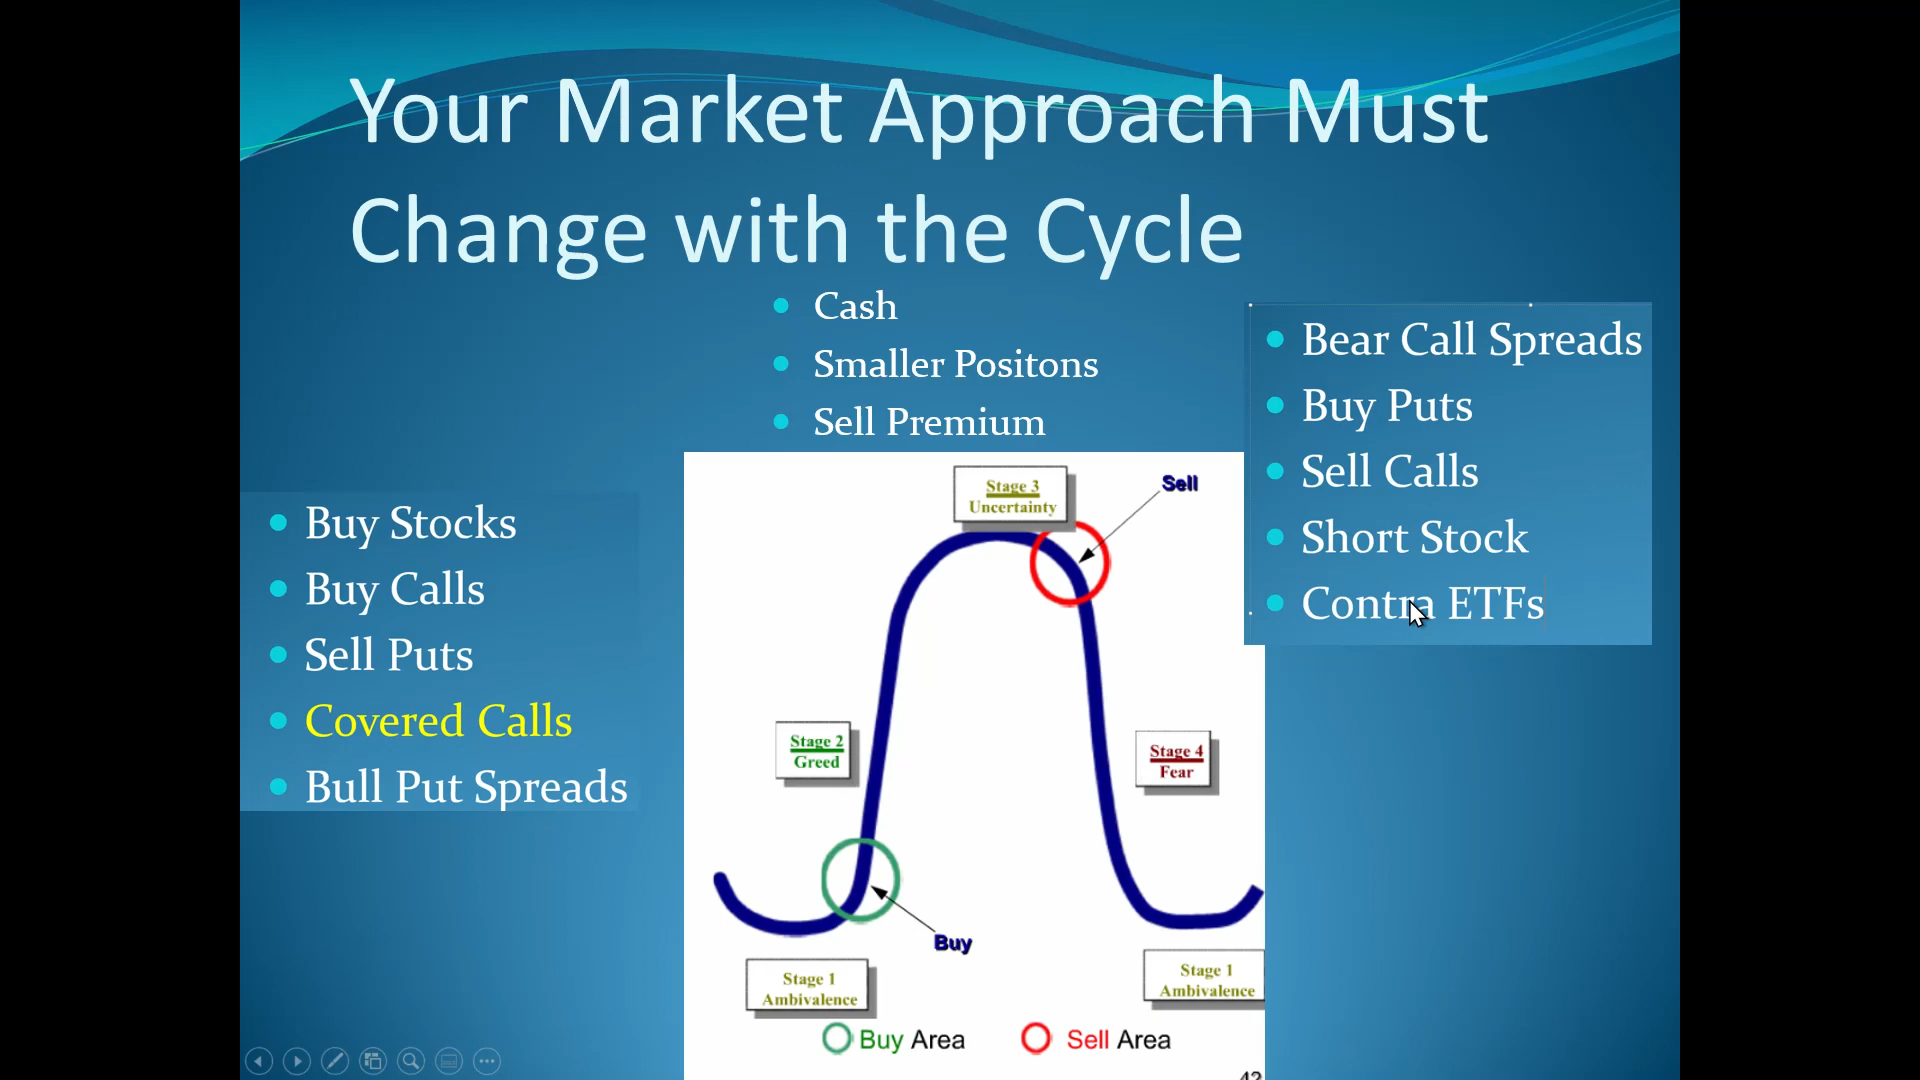 Your Market Approach Must
Change with the Cycle
Cash
Smaller Positons
Sell Premium
Bear Call Spreads
Buy Puts
Sell Calls
Short Stock
Contra ETFs
Buy Stocks
Buy Calls
Sell Puts
Covered Calls
Bull Put Spreads
Stage 3
Uncertainty
Sell
Stage 2
Greed
Stage 4
Fear
Buy
Stage 1
Ambivalence
Stage 1
Ambivalence
Buy Area
Sell Area